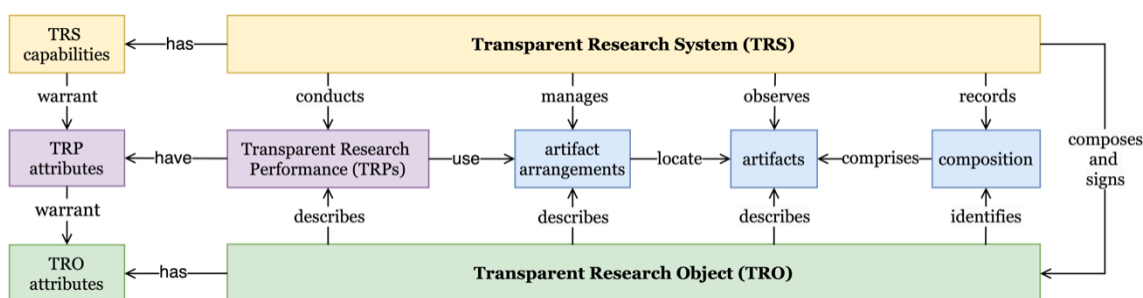 TRS
capabilities
has
Transparent Research System (TRS)
warrant
conducts
manages
observes
records
TRP
attributes
have
Transparent Research
Performance (TRPs)
use
artifact
arrangements
locate
artifacts
comprises
composition
composes
and
signs
warrant
describes
describes
describes
identifies
TRO
attributes
has
Transparent Research Object (TRO)